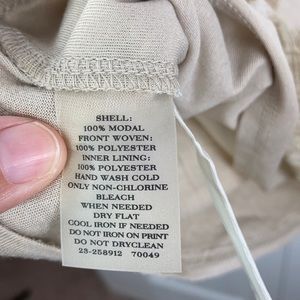 SHELL:
100% MODAL
FRONT WOVEN:
100% POLYESTER
INNER LINING:
100% POLYESTER
HAND WASH COLD
ONLY NON-CHLORINE
BLEACH
WHEN NEEDED
DRY FLAT
COOL IRON IF NEEDED
DO NOT IRON ON PRINT
DO NOT DRYCLEAN
23-258912 70049